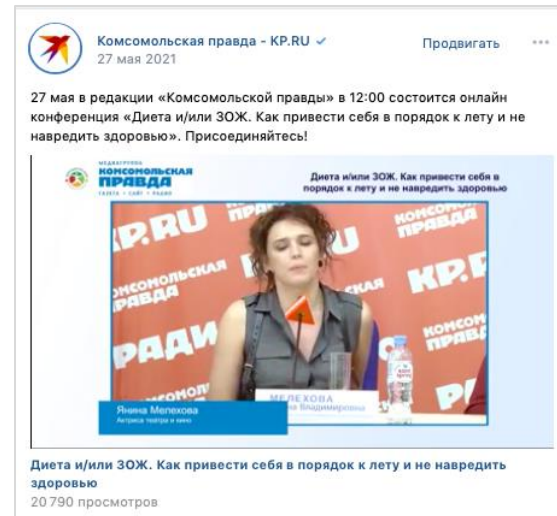 Комсомольская правда - KP.RU
27 мая 2021
Продвигать
27 мая в редакции «Комсомольской правды» в 12:00 состоится онлайн
конференция «Диета и/или ЗОЖ. Как привести себя в порядок к лету и не
навредить здоровью». Присоединяйтесь!
МЕДИАГРУППА
КОМСОМОЛЬСКАЯ
ПРАВДА
ГАЗЕТА • САЙТ • РАДИО
Диета и/или ЗОЖ. Как привести себя в
порядок к лету и не навредить здоровью
KP.RU
КОМСОМОЛЬСКАЯ
ПРАВДА
РАДИ
KP.R
МЕЛЕХОВА
Владимировна
Янина Мелехова
Актриса театра и кино
Диета и/или ЗОЖ. Как привести себя в порядок к лету и не навредить
здоровью
20 790 просмотров